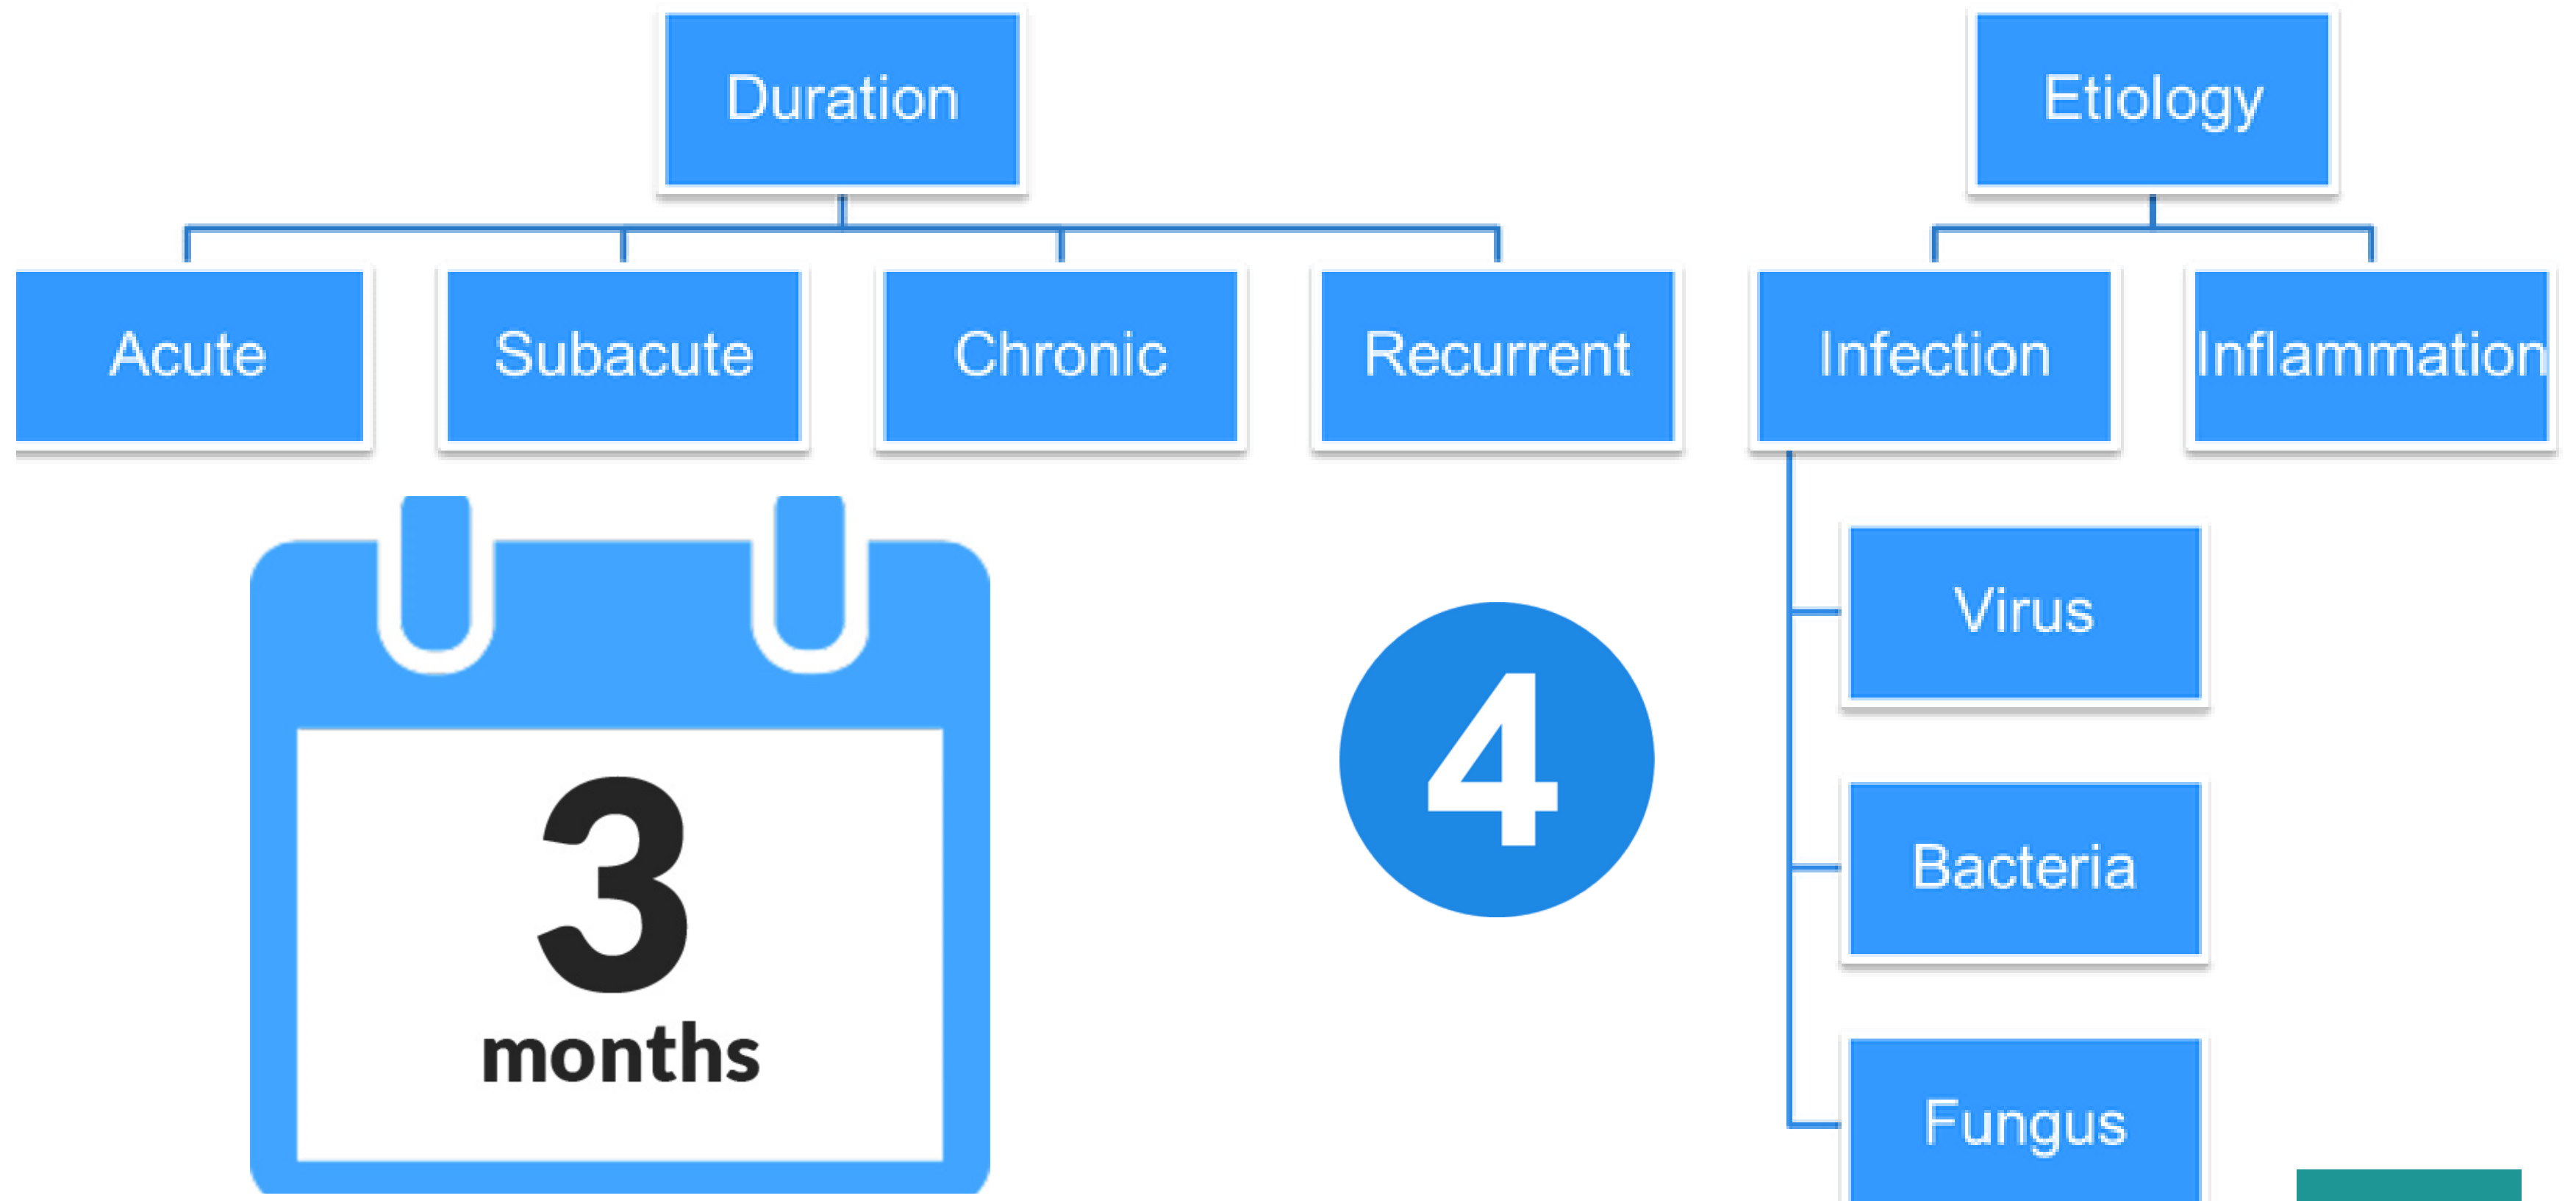 Duration
Etiology
Acute
Subacute
Chronic
Recurrent
Infection
Inflammation
3
months
4
Virus
Bacteria
Fungus